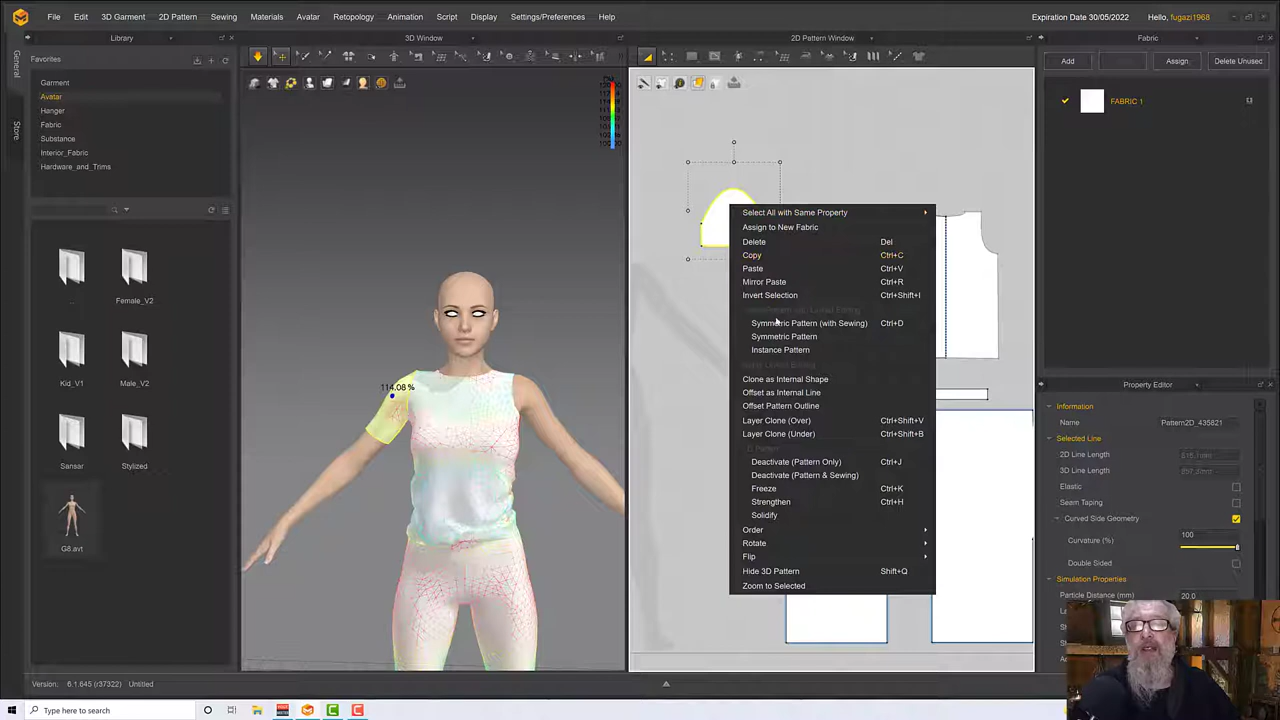 File Edit 3D Garment 2D Pattern Sewing Materials Avatar Retopology Animation Script Display Settings/Preferences Help
Expiration Date 30/05/2022 Hello, fugazi1968
Library
3D Window
2D Pattern Window
Fabric
General
Store
Favorites
Garment
Avatar
Hanger
Fabric
Substance
Interior_Fabric
Hardware_and_Trims
Female_V2
Kid_V1
Male_V2
Sansar
Stylized
G8.avt
114.08 %
Select All with Same Property
Assign to New Fabric
Delete Del
Copy Ctrl+C
Paste Ctrl+V
Mirror Paste Ctrl+R
Invert Selection Ctrl+Shift+I
Symmetric Pattern (with Sewing) Ctrl+D
Symmetric Pattern
Instance Pattern
Clone as Internal Shape
Offset as Internal Line
Offset Pattern Outline
Layer Clone (Over) Ctrl+Shift+V
Layer Clone (Under) Ctrl+Shift+B
Deactivate (Pattern Only) Ctrl+J
Deactivate (Pattern & Sewing)
Freeze Ctrl+K
Strengthen Ctrl+H
Solidify
Order
Rotate
Flip
Hide 3D Pattern Shift+Q
Zoom to Selected
Add
Assign
Delete Unused
FABRIC 1
Property Editor
Information
Name Pattern2D_435821
Selected Line
2D Line Length
3D Line Length
Elastic
Seam Taping
Curved Side Geometry
Curvature (%) 100
Double Sided
Simulation Properties
Particle Distance (mm) 20.0
Version: 6.1.645 (r37322) Untitled
Type here to search